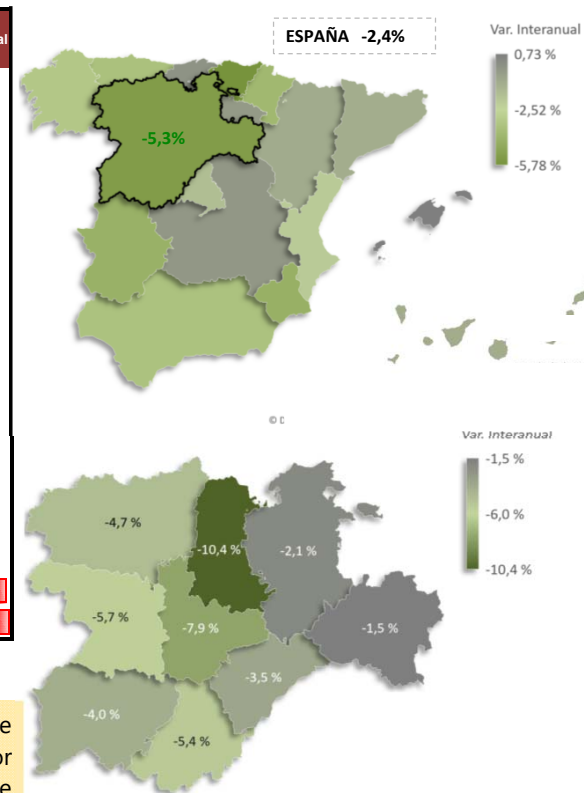 al
ESPAÑA -2,4%
Var. Interanual
0,73 %
-2,52 %
-5,78 %
-5,3%
©
Var. Interanual
-1,5 %
-6,0 %
-10,4 %
-4,7 %
-10,4 %
-2,1 %
-5,7 %
-7,9 %
-1,5 %
-3,5 %
-4,0 %
-5,4 %
e
or
e